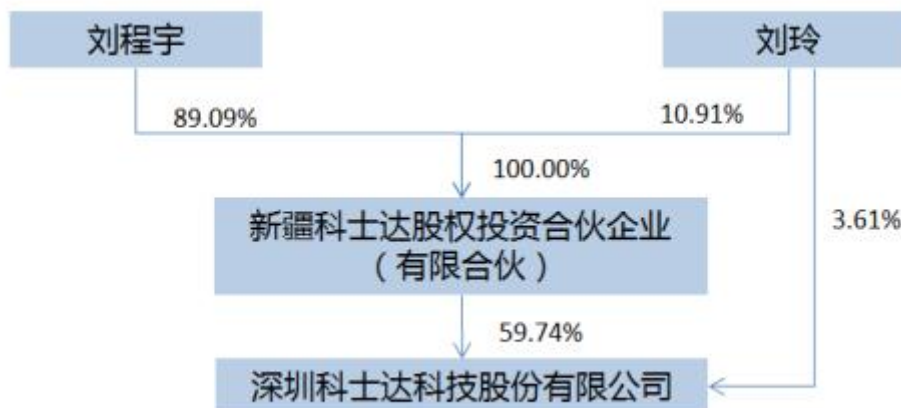 刘程宇
刘玲
89.09%
10.91%
100.00%
新疆科士达股权投资合伙企业
（有限合伙）
3.61%
59.74%
深圳科士达科技股份有限公司